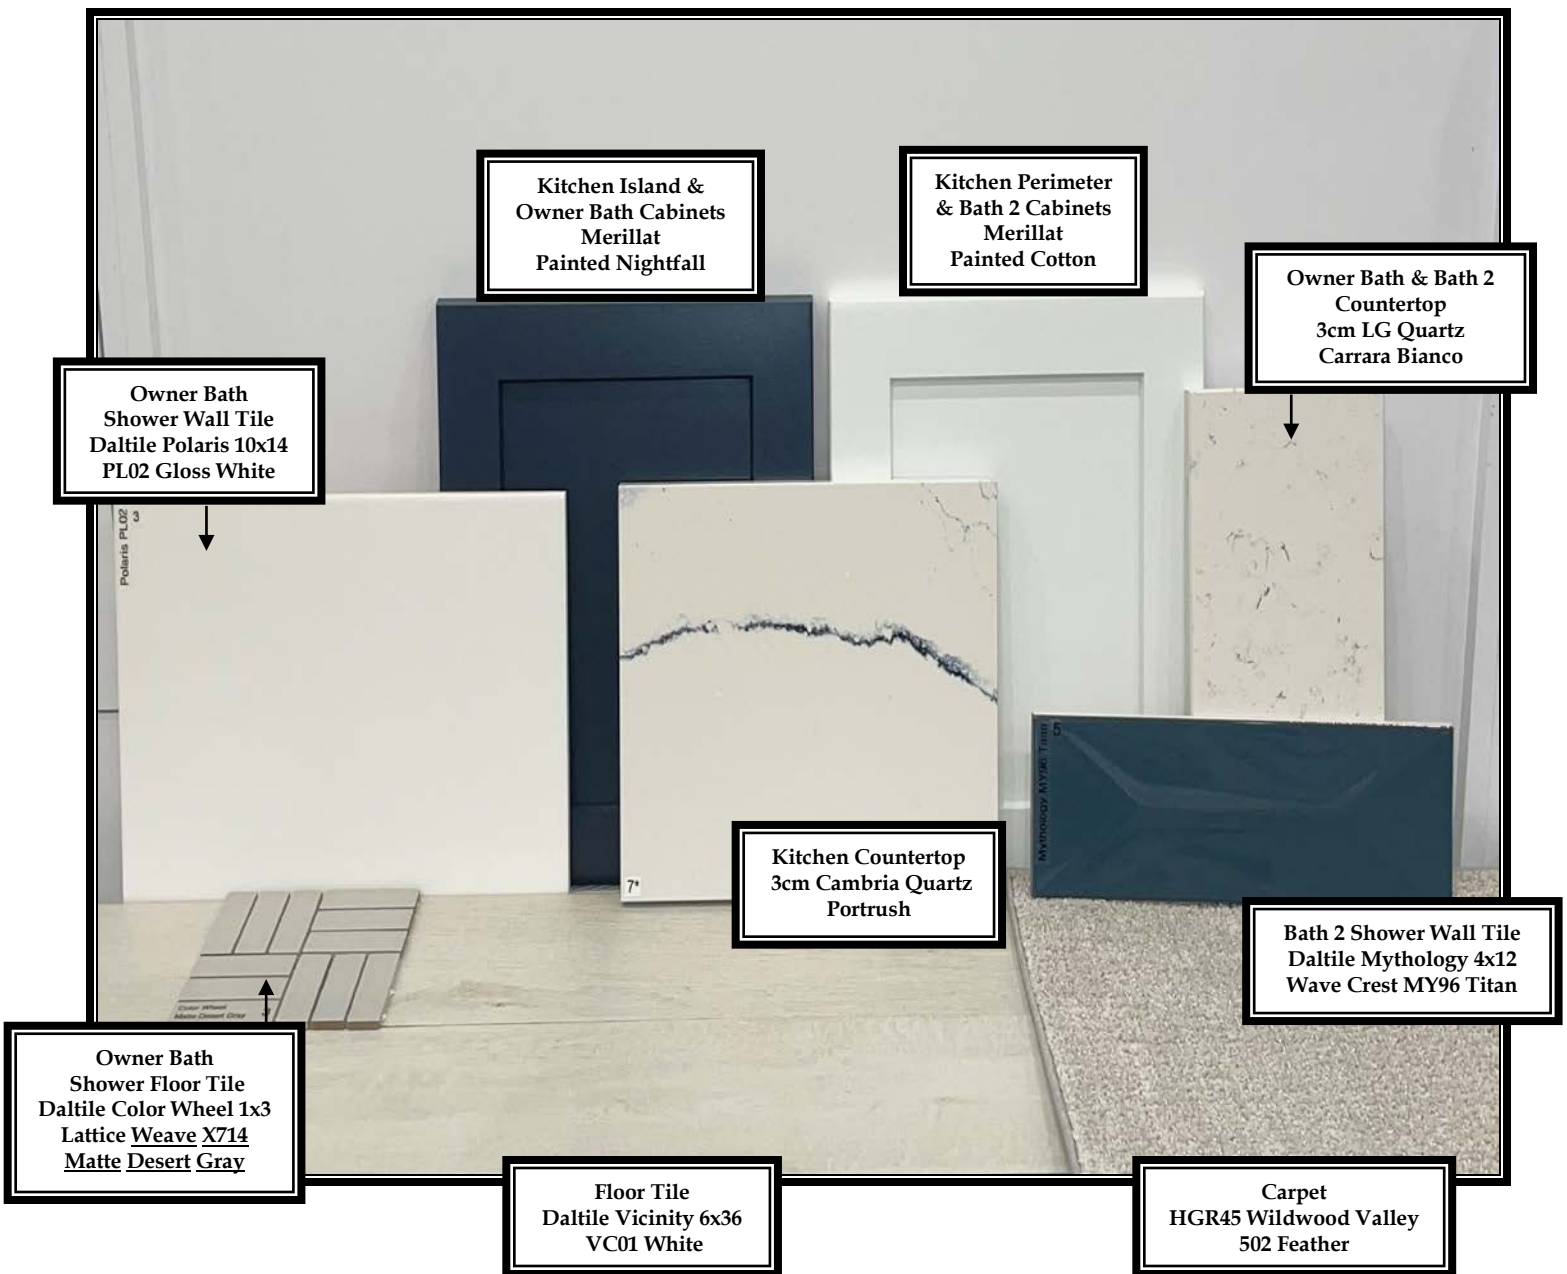 Kitchen Island &
Owner Bath Cabinets
Merillat
Painted Nightfall
Kitchen Perimeter
& Bath 2 Cabinets
Merillat
Painted Cotton
Owner Bath & Bath 2
Countertop
3cm LG Quartz
Carrara Bianco
Owner Bath
Shower Wall Tile
Daltile Polaris 10x14
PL02 Gloss White
Polaris PL02
3
Mythology MY96 Titan
5
7*
Kitchen Countertop
3cm Cambria Quartz
Portrush
Bath 2 Shower Wall Tile
Daltile Mythology 4x12
Wave Crest MY96 Titan
Color Wheel
Matte Desert Gray
Owner Bath
Shower Floor Tile
Daltile Color Wheel 1x3
Lattice Weave X714
Matte Desert Gray
Floor Tile
Daltile Vicinity 6x36
VC01 White
Carpet
HGR45 Wildwood Valley
502 Feather